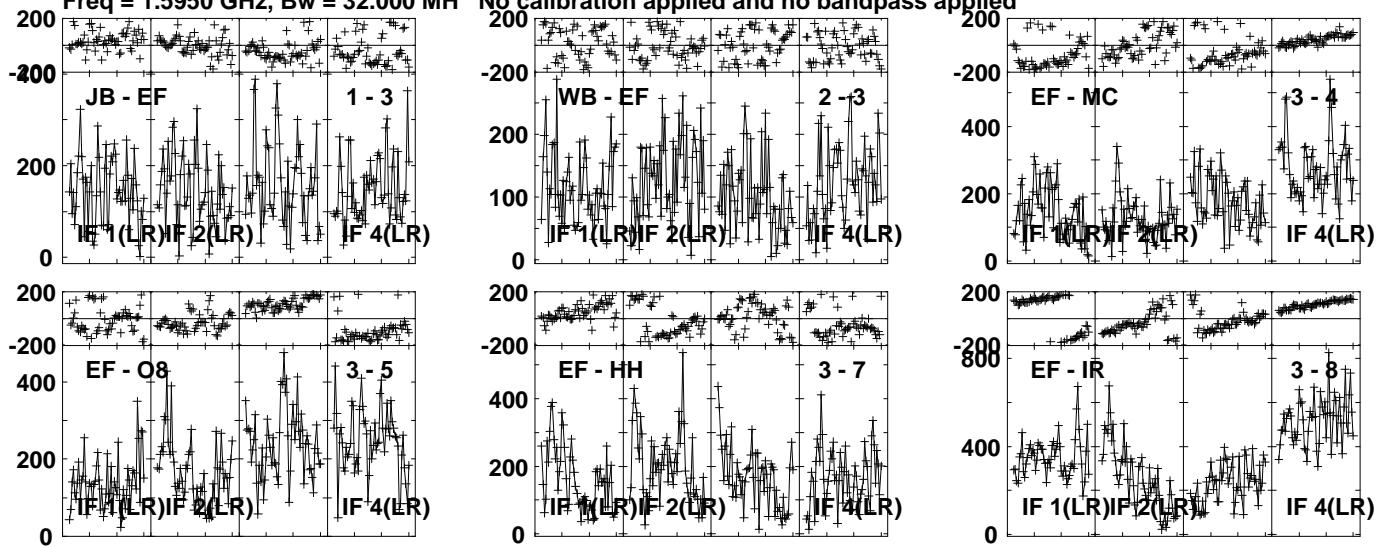 Freq = 1.5950 GHz, Bw = 32.000 MH No calibration applied and no bandpass applied
200
-200
400
JB - EF 1 - 3
200
IF 1(LR) IF 2(LR) IF 4(LR)
0
200
-200
WB - EF 2 - 3
200
100
IF 1(LR) IF 2(LR) IF 4(LR)
0
200
-200
EF - MC 3 - 4
400
200
IF 1(LR) IF 2(LR) IF 4(LR)
0
200
-200
EF - O8 3 - 5
400
200
IF 1(LR) IF 2(LR) IF 4(LR)
0
200
-200
EF - HH 3 - 7
400
200
IF 1(LR) IF 2(LR) IF 4(LR)
0
200
-200
800
EF - IR 3 - 8
400
IF 1(LR) IF 2(LR) IF 4(LR)
0